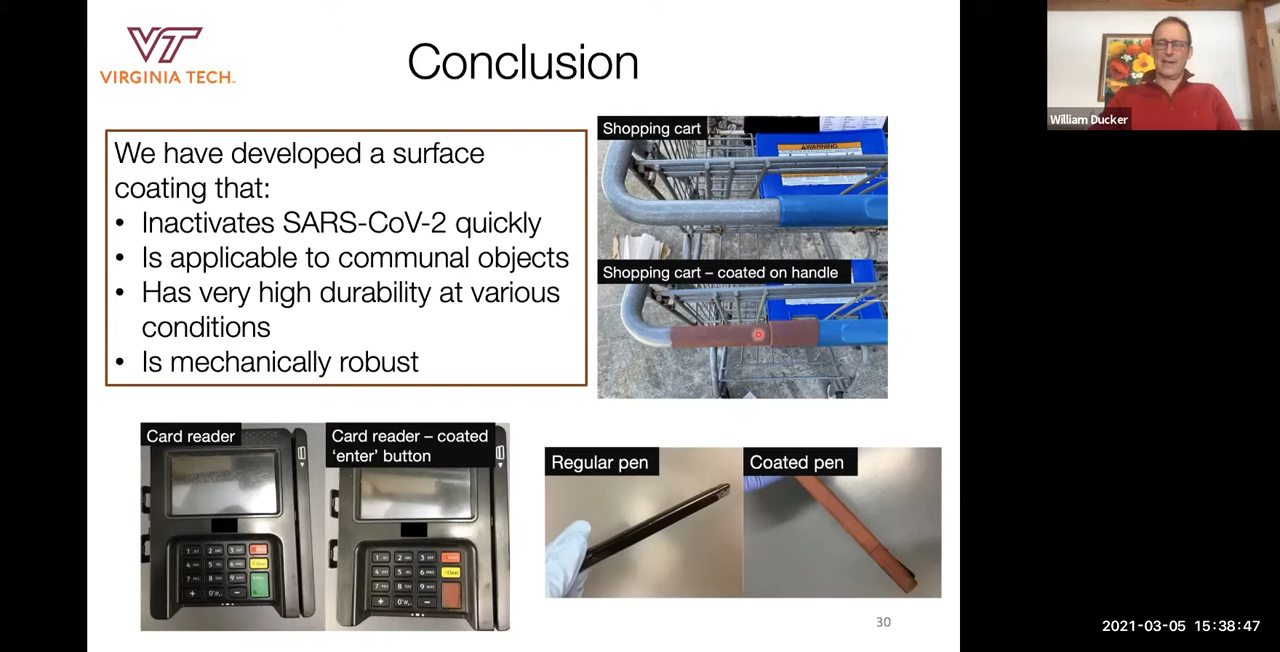 VT
VIRGINIA TECH
Conclusion
We have developed a surface
coating that:
• Inactivates SARS-CoV-2 quickly
• Is applicable to communal objects
• Has very high durability at various
conditions
• Is mechanically robust
Shopping cart
WARNING
Shopping cart – coated on handle
Card reader
Card reader – coated
'enter' button
Regular pen
Coated pen
30
William Ducker
2021-03-05 15:38:47